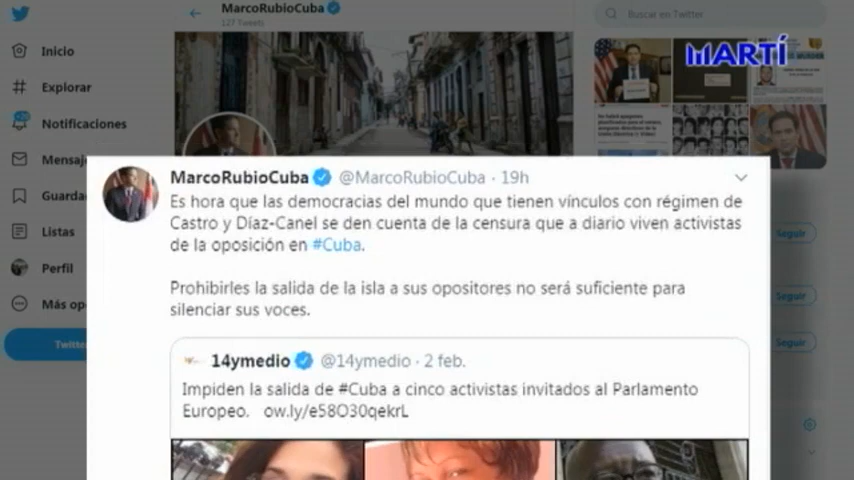 MarcoRubioCuba
127 Tweets
Buscar en Twitter
MARTÍ
Inicio
Explorar
Notificaciones
Mensaj
Guarda
Listas
Perfil
Más op
Twitte
Seguir
Seguir
Seguir
MarcoRubioCuba @MarcoRubioCuba · 19h
Es hora que las democracias del mundo que tienen vínculos con régimen de
Castro y Díaz-Canel se den cuenta de la censura que a diario viven activistas
de la oposición en #Cuba.
Prohibirles la salida de la isla a sus opositores no será suficiente para
silenciar sus voces.
14ymedio @14ymedio · 2 feb.
Impiden la salida de #Cuba a cinco activistas invitados al Parlamento
Europeo. ow.ly/e58O30qekrL